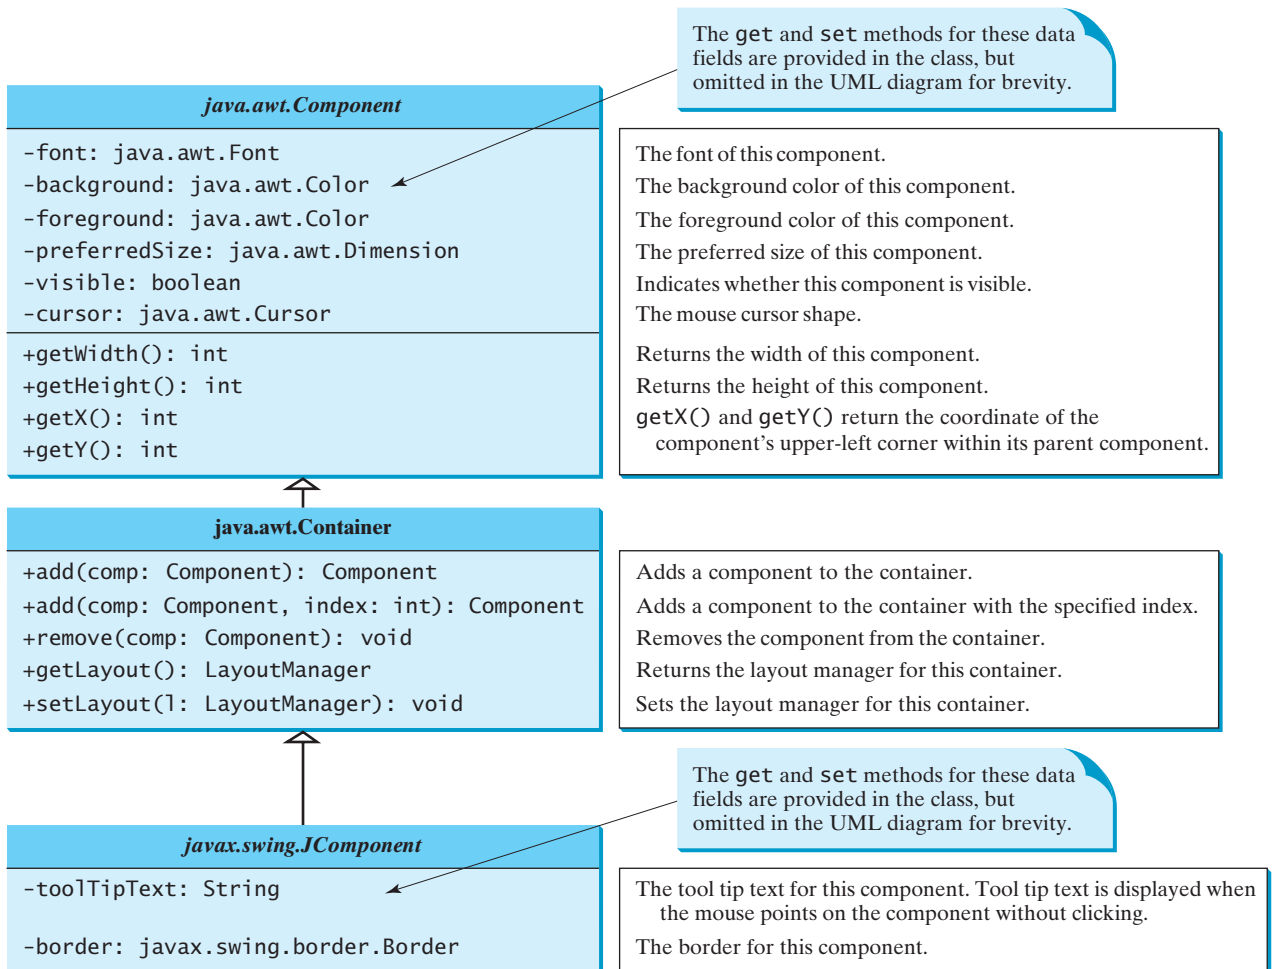 The get and set methods for these data
fields are provided in the class, but
omitted in the UML diagram for brevity.
java.awt.Component
-font: java.awt.Font
-background: java.awt.Color
-foreground: java.awt.Color
-preferredSize: java.awt.Dimension
-visible: boolean
-cursor: java.awt.Cursor
+getWidth(): int
+getHeight(): int
+getX(): int
+getY(): int
The font of this component.
The background color of this component.
The foreground color of this component.
The preferred size of this component.
Indicates whether this component is visible.
The mouse cursor shape.
Returns the width of this component.
Returns the height of this component.
getX() and getY() return the coordinate of the
component's upper-left corner within its parent component.
java.awt.Container
+add(comp: Component): Component
+add(comp: Component, index: int): Component
+remove(comp: Component): void
+getLayout(): LayoutManager
+setLayout(l: LayoutManager): void
Adds a component to the container.
Adds a component to the container with the specified index.
Removes the component from the container.
Returns the layout manager for this container.
Sets the layout manager for this container.
The get and set methods for these data
fields are provided in the class, but
omitted in the UML diagram for brevity.
javax.swing.JComponent
-toolTipText: String
-border: javax.swing.border.Border
The tool tip text for this component. Tool tip text is displayed when
the mouse points on the component without clicking.
The border for this component.